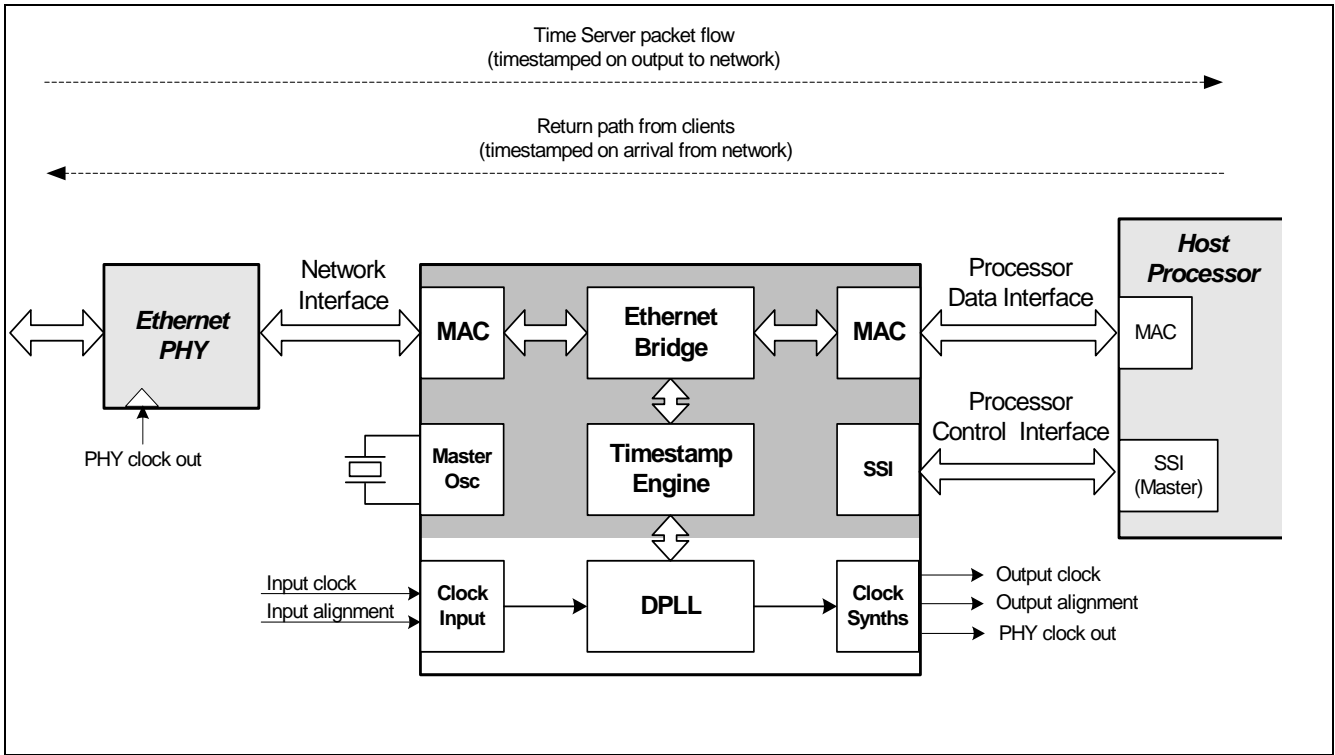 Time Server packet flow
(timestamped on output to network)
Return path from clients
(timestamped on arrival from network)
Host
Processor
Network
Interface
Processor
Data Interface
Ethernet
PHY
MAC
Ethernet
Bridge
MAC
MAC
PHY clock out
Processor
Control Interface
Master
Osc
Timestamp
Engine
SSI
SSI
(Master)
Input clock
Input alignment
Clock
Input
DPLL
Clock
Synths
Output clock
Output alignment
PHY clock out